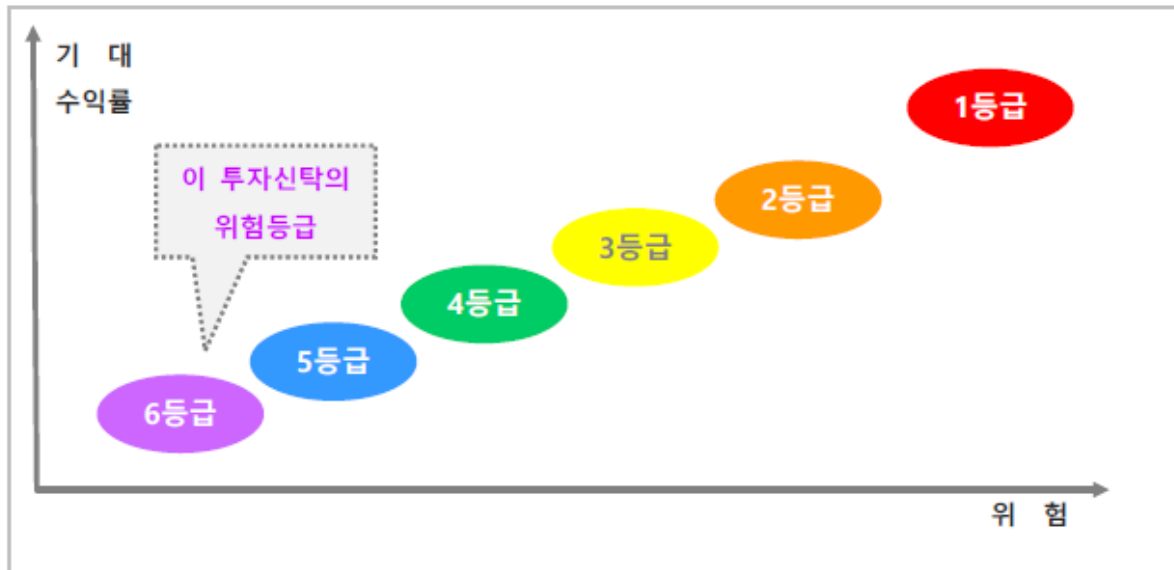 기 대
수익률
1등급
이 투자신탁의
위험등급
2등급
3등급
4등급
5등급
6등급
위 험